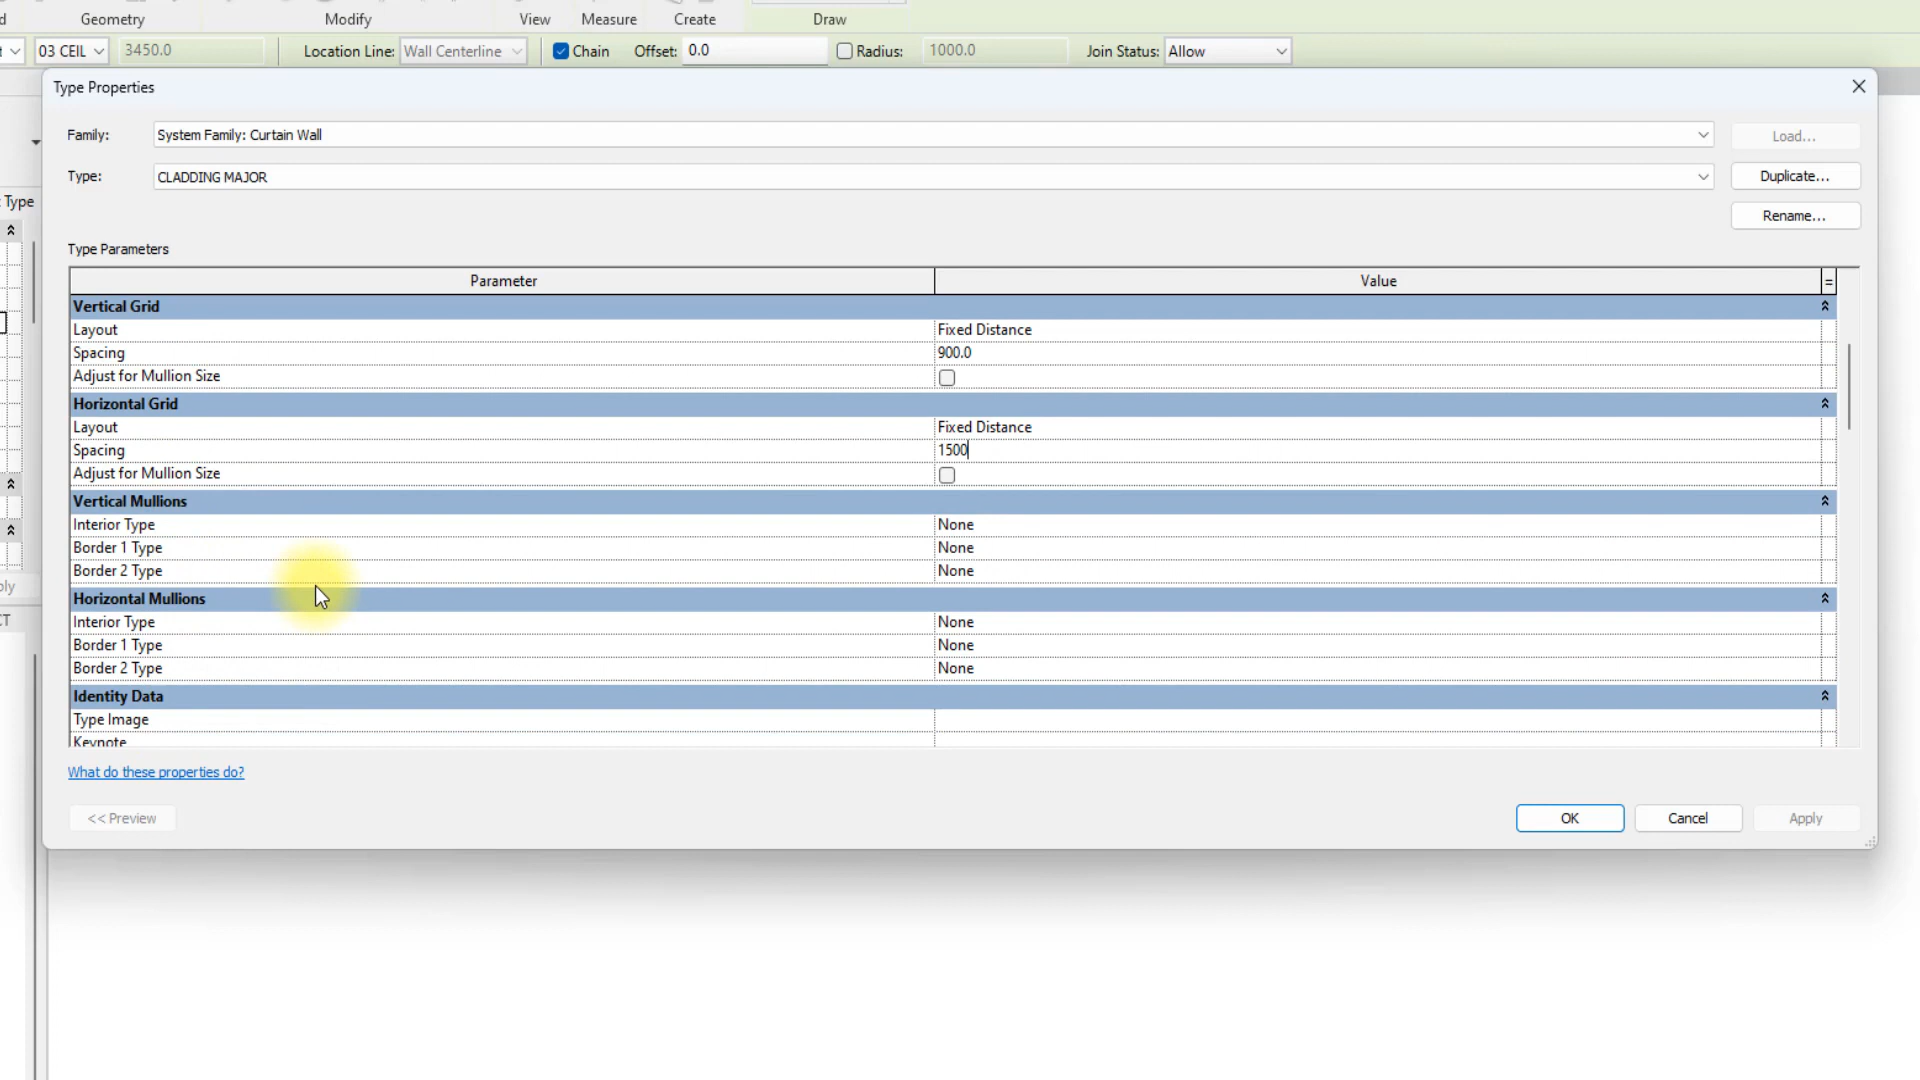 Geometry Modify View Measure Create Draw
03 CEIL 3450.0 Location Line: Wall Centerline Chain Offset: 0.0 Radius: 1000.0 Join Status: Allow
Type Properties
Family: System Family: Curtain Wall Load...
Type: CLADDING MAJOR Duplicate...
Type
Rename...
Type Parameters
Parameter Value =
Vertical Grid
Layout Fixed Distance
Spacing 900.0
Adjust for Mullion Size
Horizontal Grid
Layout Fixed Distance
Spacing 1500
Adjust for Mullion Size
Vertical Mullions
Interior Type None
Border 1 Type None
Border 2 Type None
Horizontal Mullions
Interior Type None
Border 1 Type None
Border 2 Type None
Identity Data
Type Image
Keynote
What do these properties do?
<< Preview OK Cancel Apply